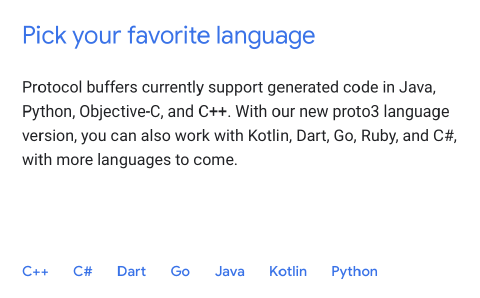 Pick your favorite language
Protocol buffers currently support generated code in Java,
Python, Objective-C, and C++. With our new proto3 language
version, you can also work with Kotlin, Dart, Go, Ruby, and C#,
with more languages to come.
C++ C# Dart Go Java Kotlin Python